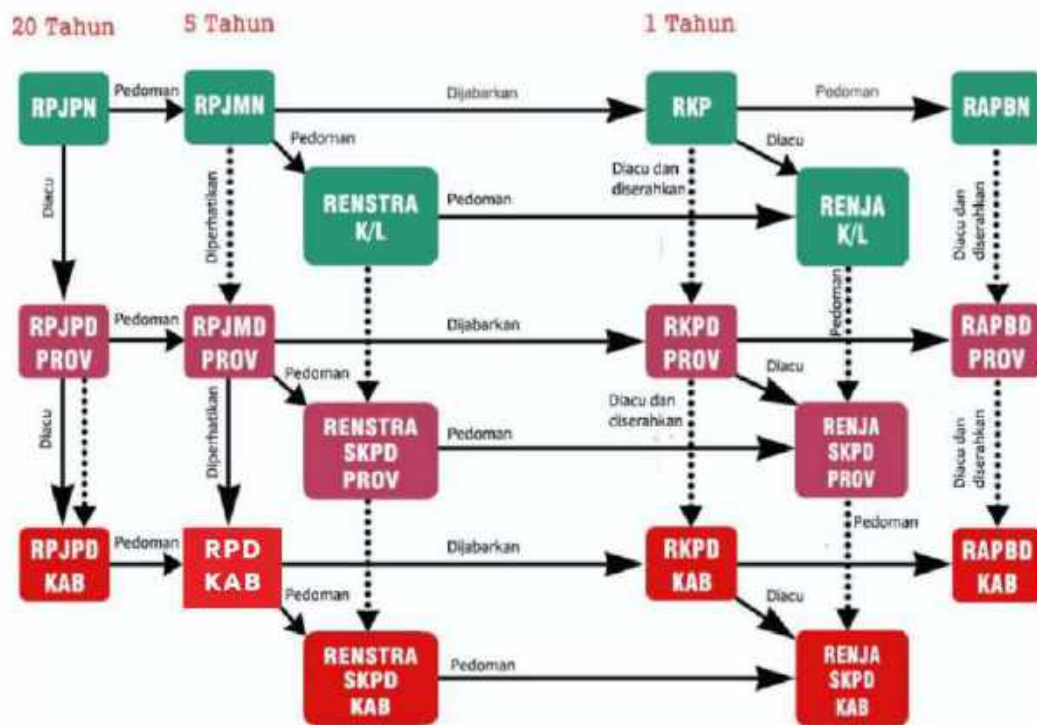 20 Tahun
5 Tahun
1 Tahun
RPJPN
Pedoman
RPJMN
Dijabarkan
RKP
Pedoman
RAPBN
Pedoman
Diacu
Diacu
Diperhatikan
RENSTRA
K/L
Pedoman
Diacu dan
diserahkan
RENJA
K/L
Diacu dan
diserahkan
Pedoman
RPJPD
PROV
Pedoman
RPJMD
PROV
Dijabarkan
RKPD
PROV
RAPBD
PROV
Pedoman
Diacu
Diacu
Diperhatikan
RENSTRA
SKPD
PROV
Pedoman
Diacu dan
diserahkan
RENJA
SKPD
PROV
Diacu dan
diserahkan
Pedoman
RPJPD
KAB
Pedoman
RPD
KAB
Dijabarkan
RKPD
KAB
RAPBD
KAB
Pedoman
Diacu
RENSTRA
SKPD
KAB
Pedoman
RENJA
SKPD
KAB